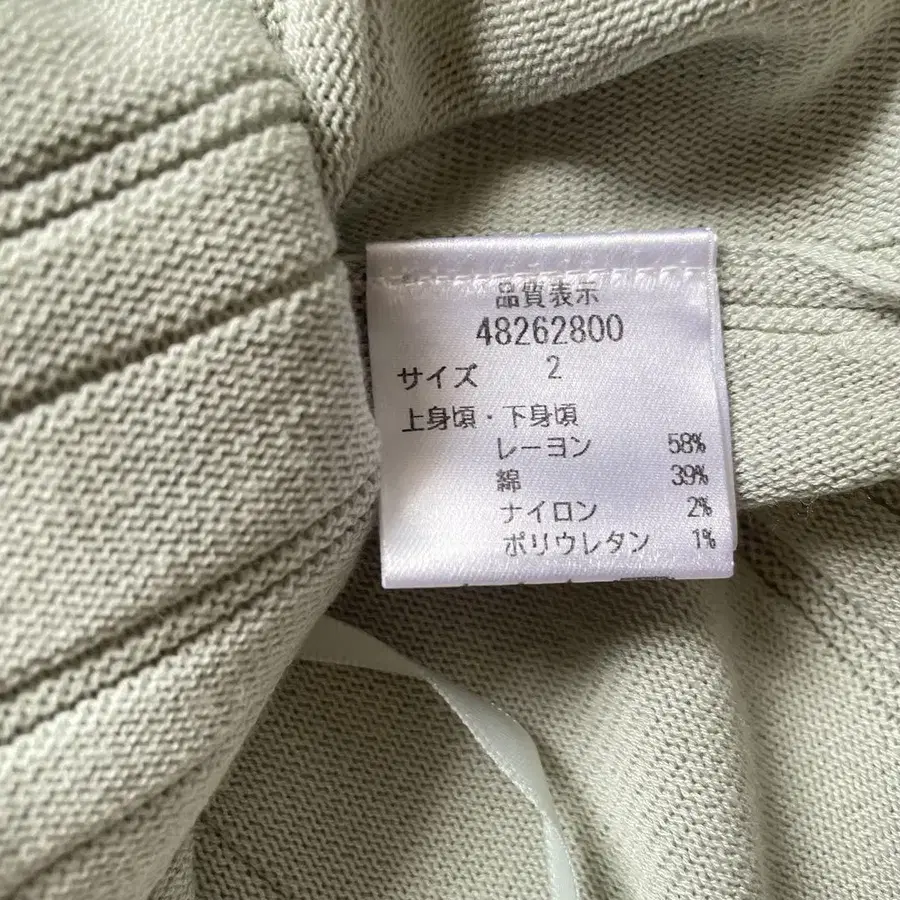 品質表示
48262800
サイズ 2
上身頃・下身頃
レーヨン 58%
綿 39%
ナイロン 2%
ポリウレタン 1%